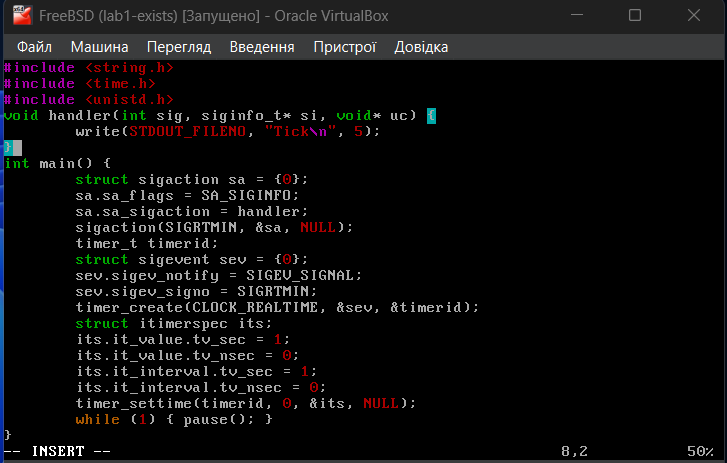 FreeBSD (lab1-exists) [Запущено] - Oracle VirtualBox
Файл Машина Перегляд Введення Пристрої Довідка
#include <string.h>
#include <time.h>
#include <unistd.h>
void handler(int sig, siginfo_t* si, void* uc) {
        write(STDOUT_FILENO, "Tick\n", 5);
}
int main() {
        struct sigaction sa = {0};
        sa.sa_flags = SA_SIGINFO;
        sa.sa_sigaction = handler;
        sigaction(SIGRTMIN, &sa, NULL);
        timer_t timerid;
        struct sigevent sev = {0};
        sev.sigev_notify = SIGEV_SIGNAL;
        sev.sigev_signo = SIGRTMIN;
        timer_create(CLOCK_REALTIME, &sev, &timerid);
        struct itimerspec its;
        its.it_value.tv_sec = 1;
        its.it_value.tv_nsec = 0;
        its.it_interval.tv_sec = 1;
        its.it_interval.tv_nsec = 0;
        timer_settime(timerid, 0, &its, NULL);
        while (1) { pause(); }
}
-- INSERT -- 8,2 50%